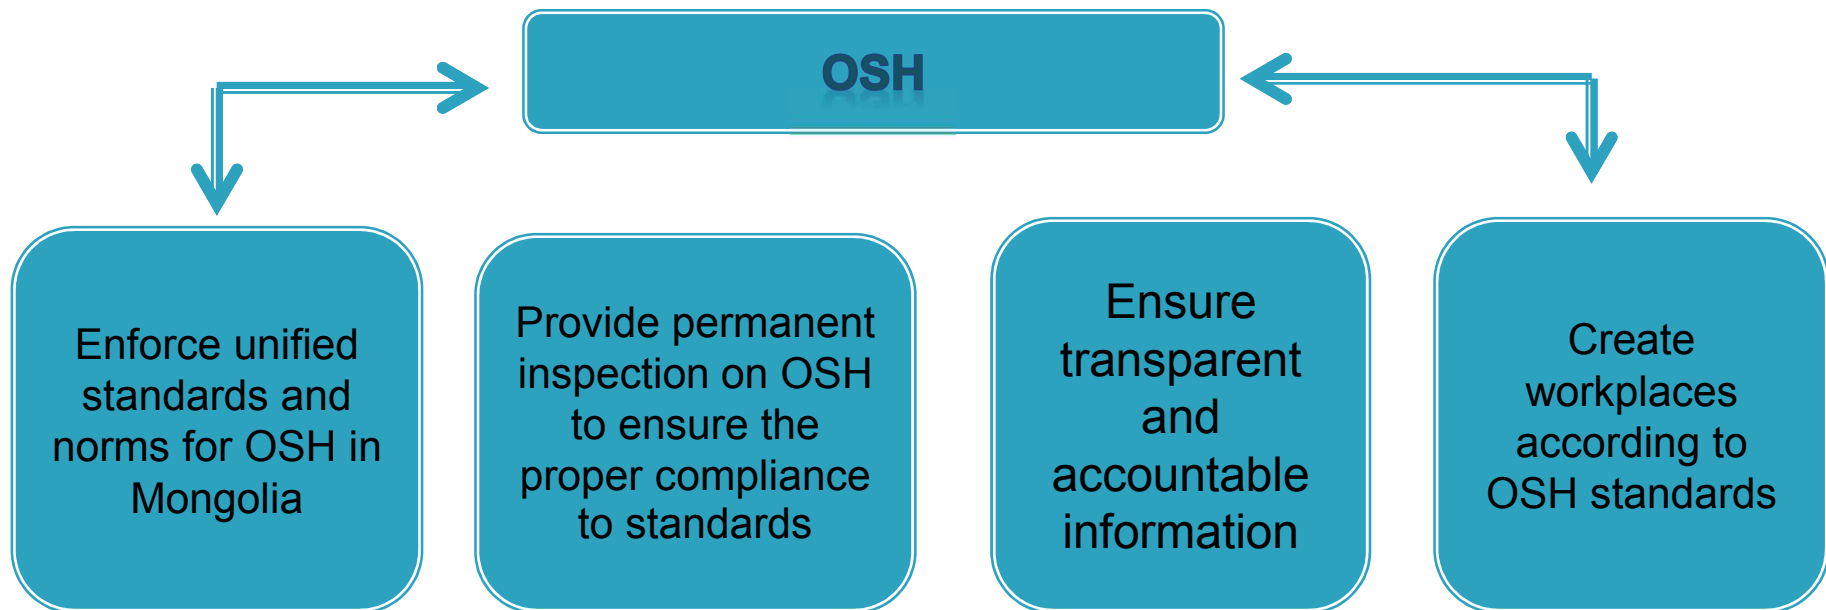 OSH
Enforce unified
standards and
norms for OSH in
Mongolia
Provide permanent
inspection on OSH
to ensure the
proper compliance
to standards
Ensure
transparent
and
accountable
information
Create
workplaces
according to
OSH standards